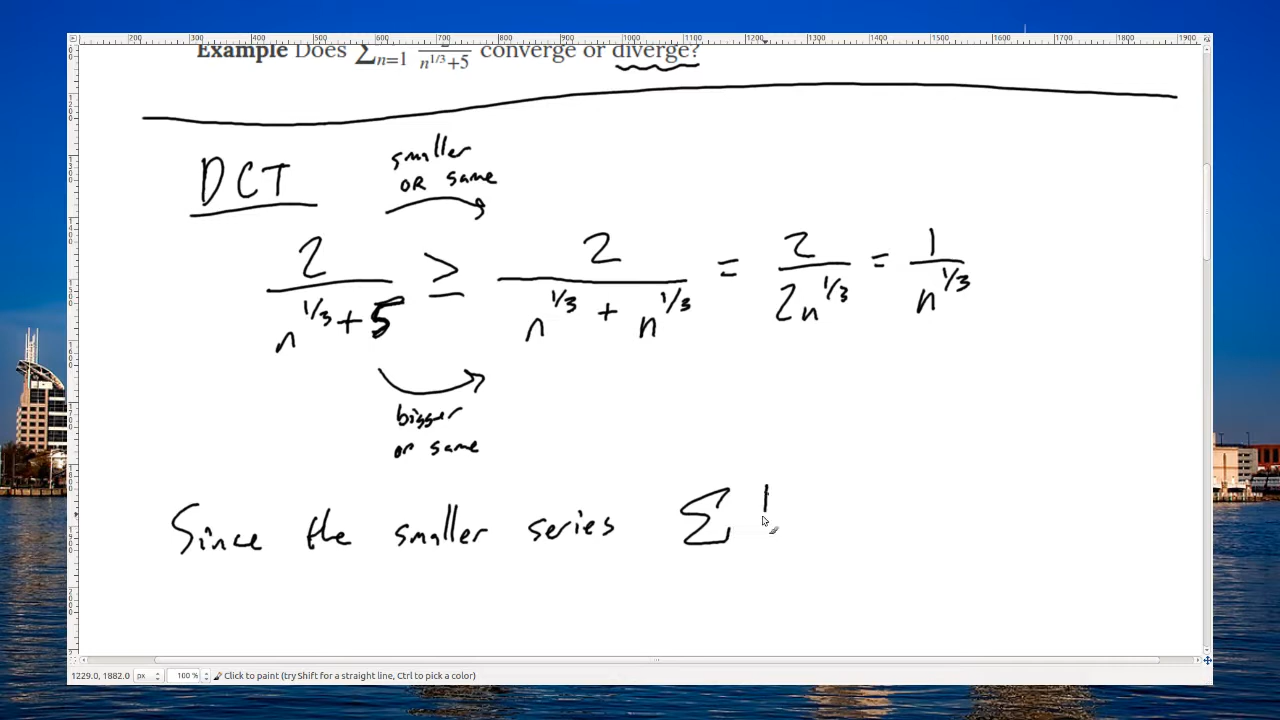 Example Does ∑n=1 2/(n^1/3+5) converge or diverge?
DCT
smaller
OR same
2/(n^1/3+5) ≥ 2/(n^1/3 + n^1/3) = 2/(2n^1/3) = 1/n^1/3
bigger
or same
Since the smaller series ∑ 1
1229.0, 1882.0 px 100 % Click to paint (try Shift for a straight line, Ctrl to pick a color)